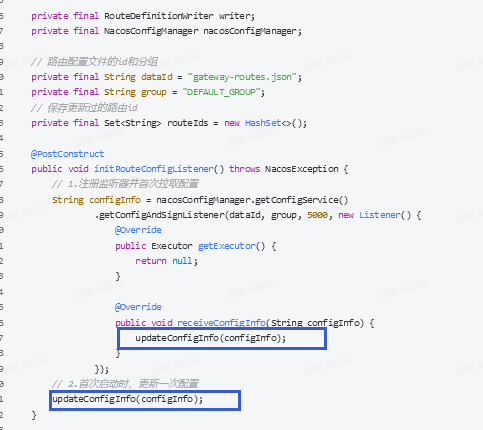 private final RouteDefinitionWriter writer;
private final NacosConfigManager nacosConfigManager;
// 路由配置文件的id和分组
private final String dataId = "gateway-routes.json";
private final String group = "DEFAULT_GROUP";
// 保存更新过的路由id
private final Set<String> routeIds = new HashSet<>();
@PostConstruct
public void initRouteConfigListener() throws NacosException {
// 1.注册监听器并首次拉取配置
String configInfo = nacosConfigManager.getConfigService()
.getConfigAndSignListener(dataId, group, 5000, new Listener() {
@Override
public Executor getExecutor() {
return null;
}
@Override
public void receiveConfigInfo(String configInfo) {
updateConfigInfo(configInfo);
}
});
// 2.首次启动时，更新一次配置
updateConfigInfo(configInfo);
}